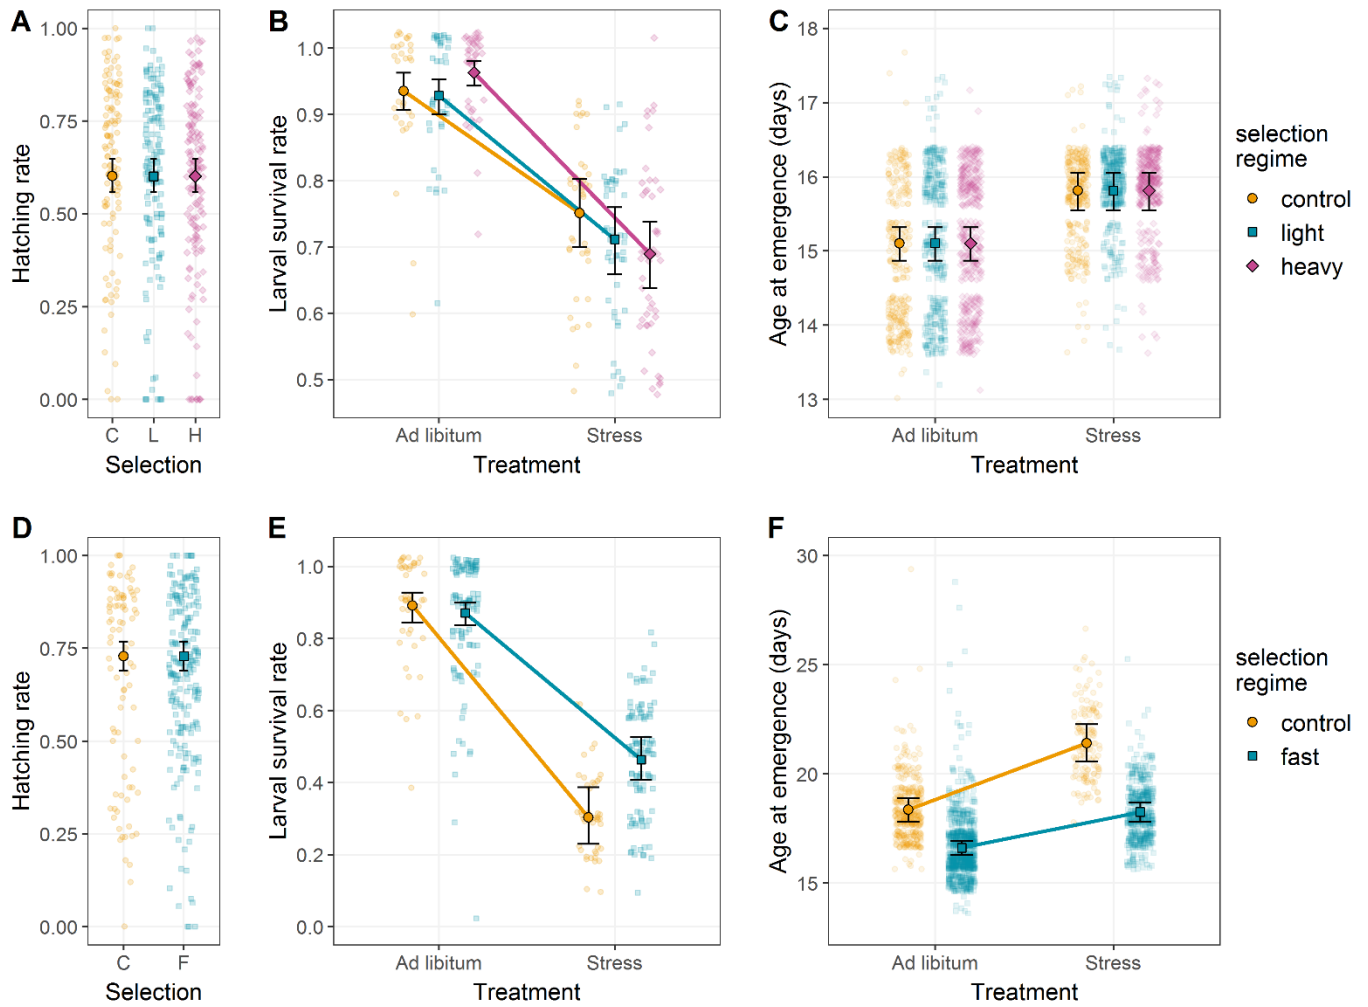 A
Hatching rate
1.00
0.75
0.50
0.25
0.00
C L H
Selection
B
Larval survival rate
1.0
0.9
0.8
0.7
0.6
0.5
Ad libitum Stress
Treatment
C
Age at emergence (days)
18
17
16
15
14
13
Ad libitum Stress
Treatment
selection
regime
control
light
heavy
D
Hatching rate
1.00
0.75
0.50
0.25
0.00
C F
Selection
E
Larval survival rate
1.0
0.8
0.6
0.4
0.2
0.0
Ad libitum Stress
Treatment
F
Age at emergence (days)
30
25
20
15
Ad libitum Stress
Treatment
selection
regime
control
fast